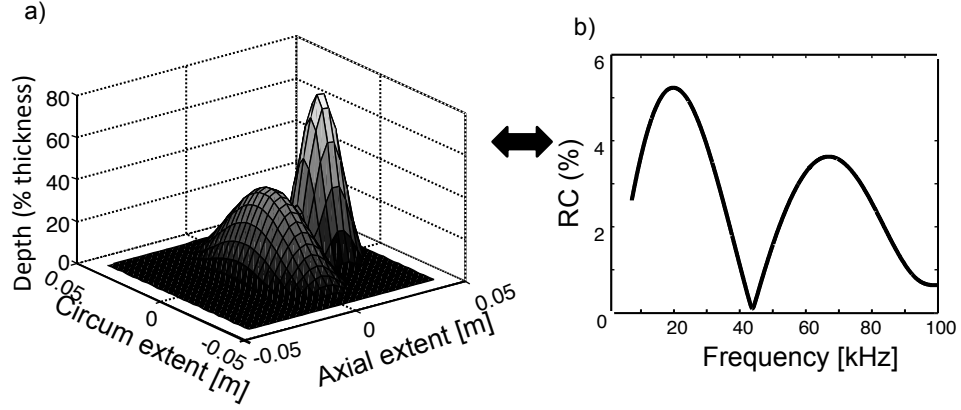 a)
Depth (% thickness)
80
60
40
20
0
0.05
0
-0.05
Circum extent [m]
-0.05
0
0.05
Axial extent [m]
b)
RC (%)
6
4
2
0
20
40
60
80
100
Frequency [kHz]